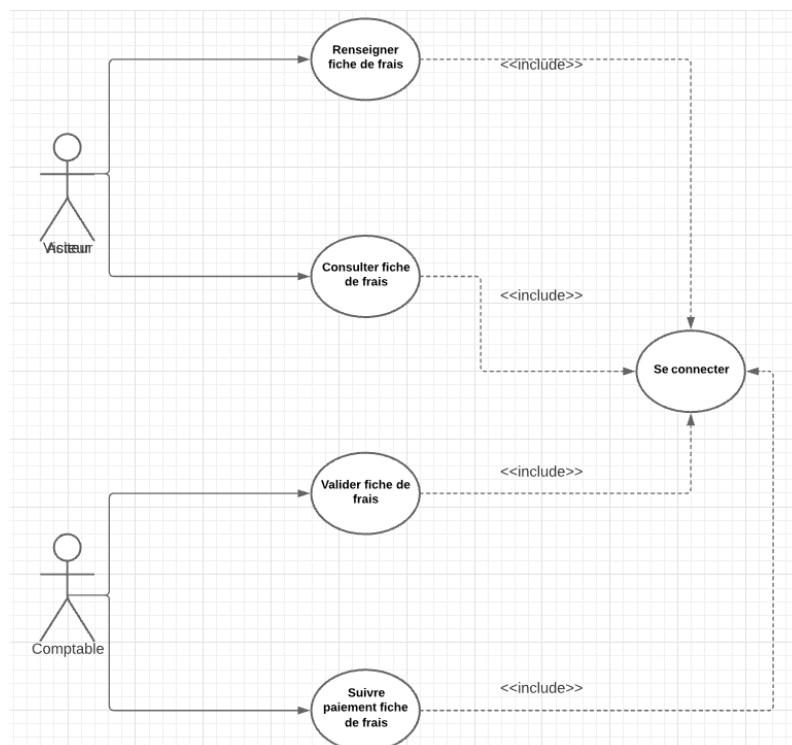 Renseigner
fiche de frais
<<include>>
Visiteur
Consulter fiche
de frais
<<include>>
Se connecter
<<include>>
Valider fiche de
frais
Comptable
<<include>>
Suivre
paiement fiche
de frais